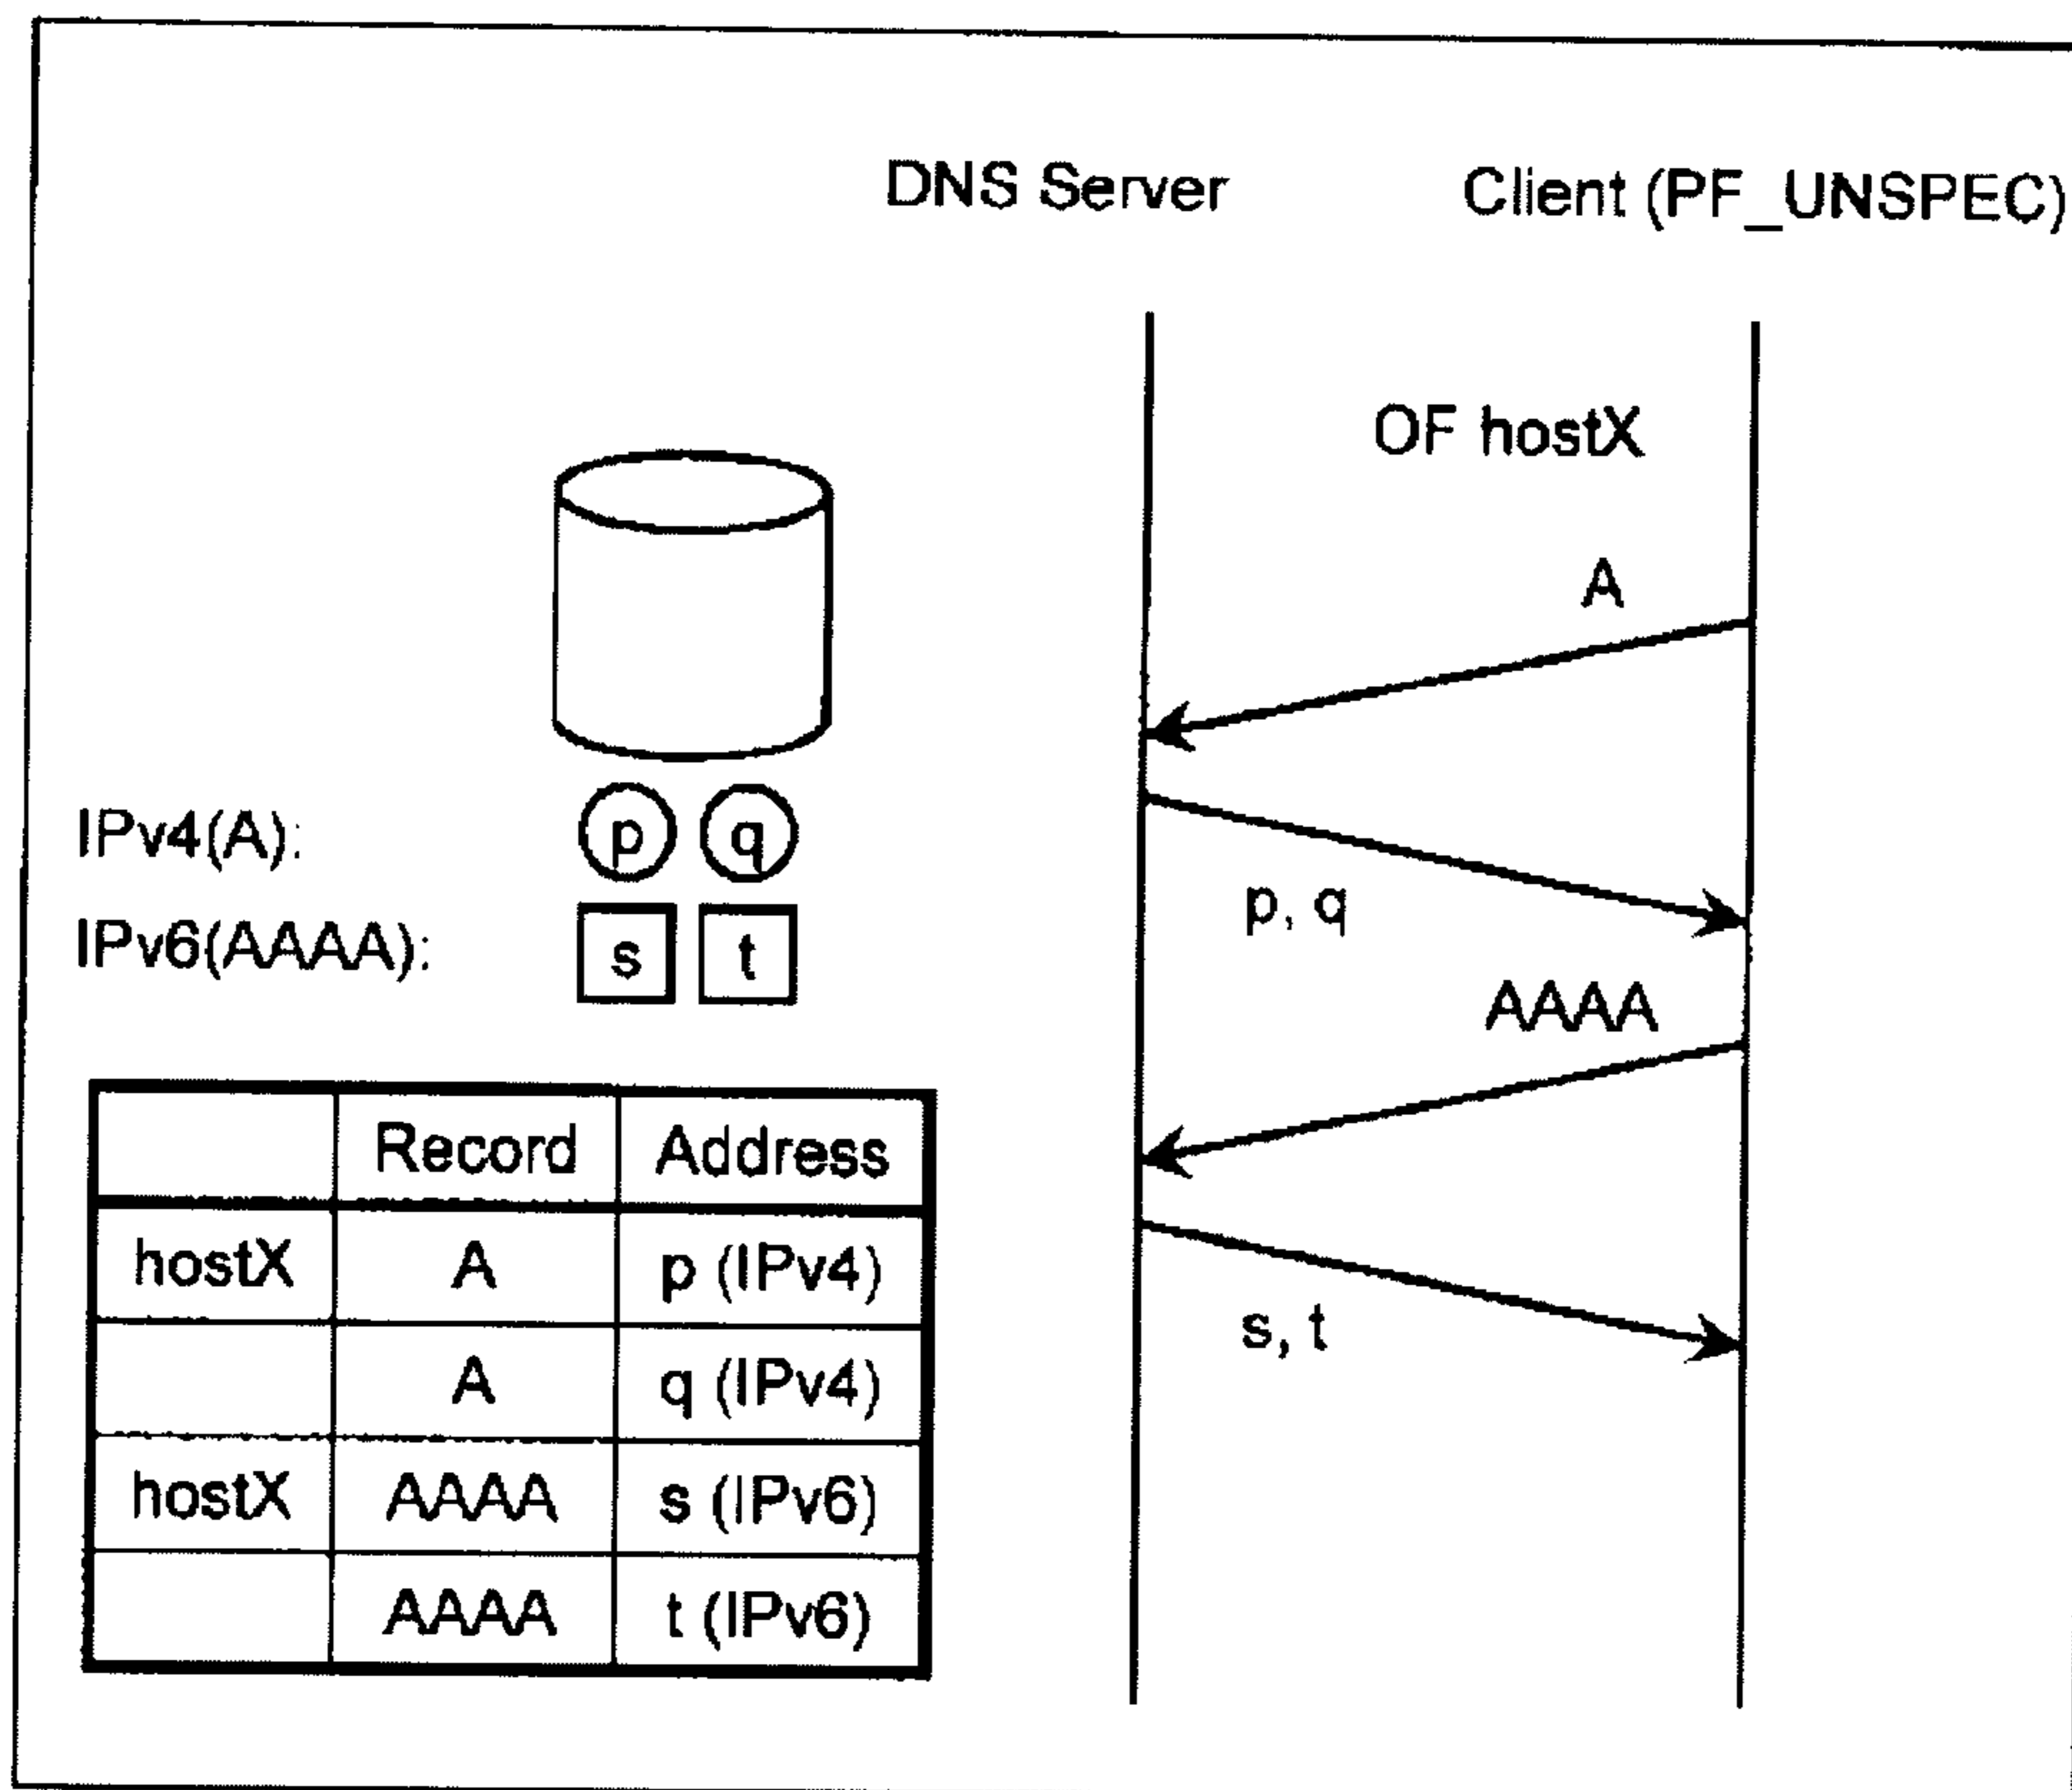 DNS Server
Client (PF_UNSPEC)
OF hostX
A
p, q
AAAA
s, t
IPv4(A):
p q
IPv6(AAAA):
s t
Record Address
hostX A p (IPv4)
A q (IPv4)
hostX AAAA s (IPv6)
AAAA t (IPv6)